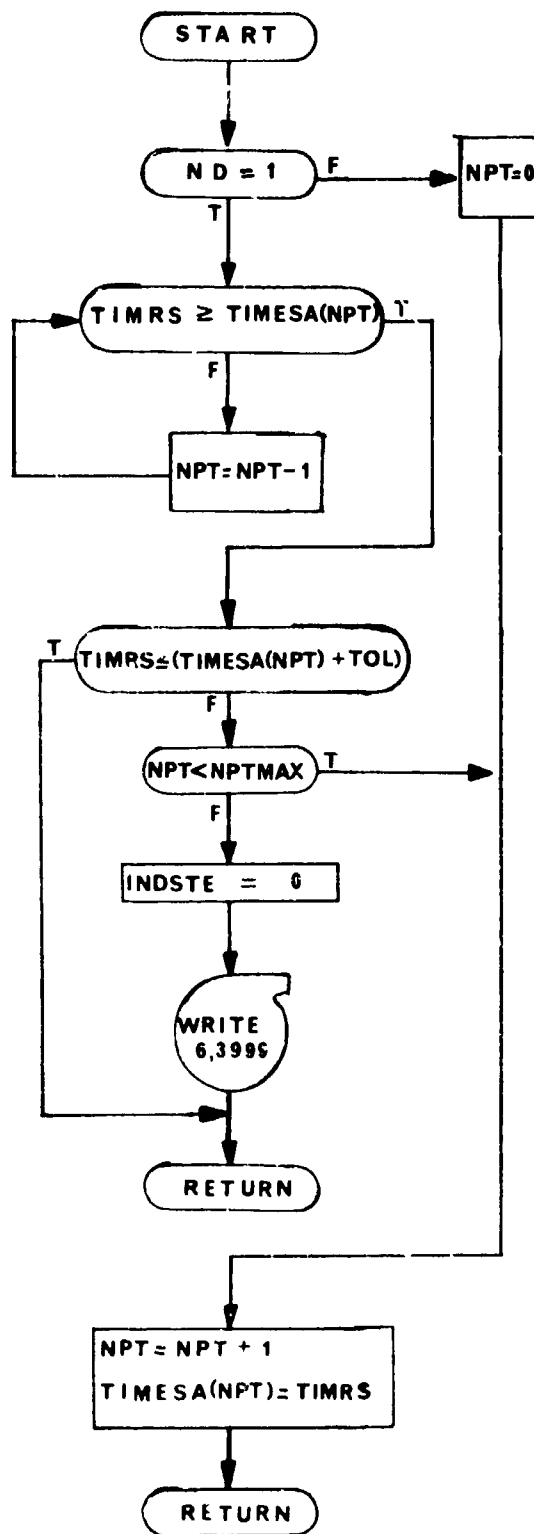 START
ND = 1
F
NPT=0
T
TIMRS ≥ TIMESA(NPT)
T
F
NPT=NPT-1
T
TIMRS≤(TIMESA(NPT) +TOL)
F
NPT<NPTMAX
T
F
INDSTE = 0
WRITE
6,3999
RETURN
NPT=NPT + 1
TIMESA(NPT)=TIMRS
RETURN